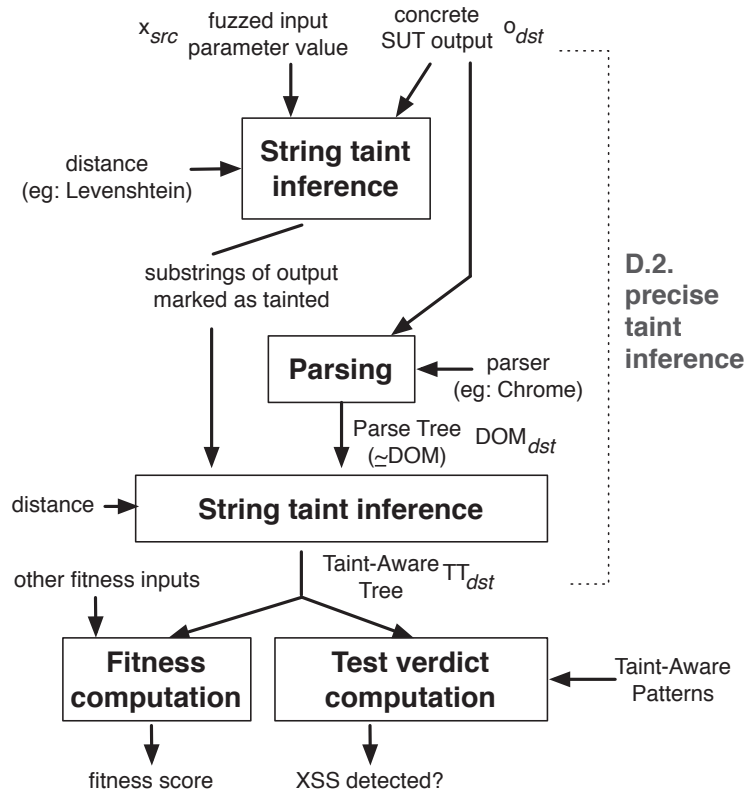 x_src
fuzzed input
parameter value
concrete
SUT output
o_dst
String taint
inference
distance
(eg: Levenshtein)
substrings of output
marked as tainted
D.2.
precise
taint
inference
Parsing
parser
(eg: Chrome)
Parse Tree
(~DOM)
DOM_dst
distance
String taint inference
Taint-Aware
Tree
TT_dst
other fitness inputs
Fitness
computation
Test verdict
computation
Taint-Aware
Patterns
fitness score
XSS detected?